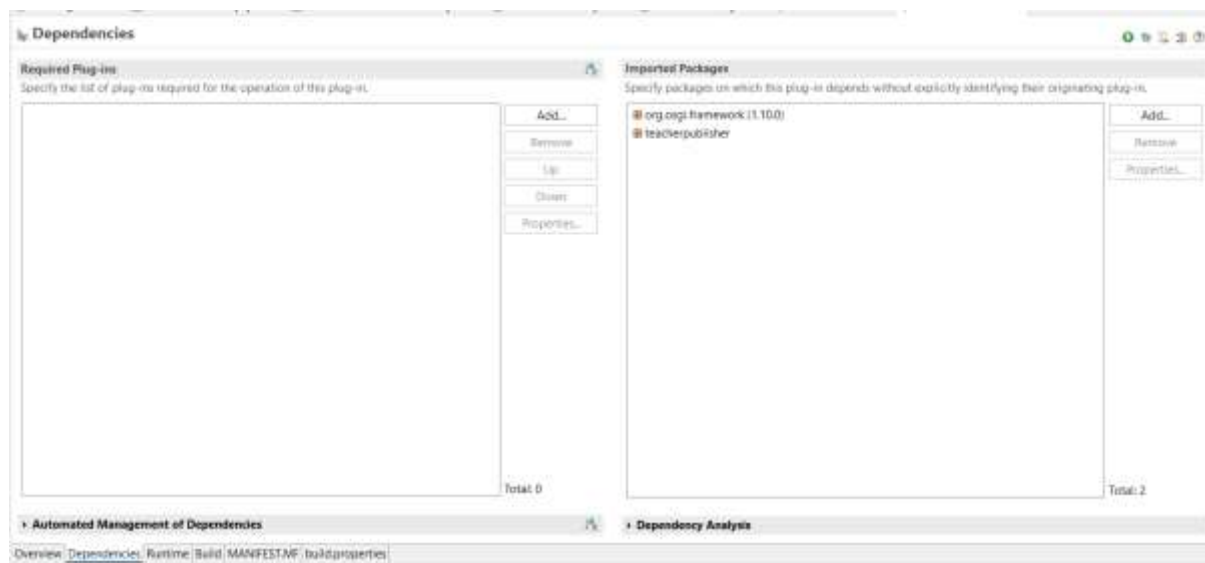 Dependencies
Required Plug-ins
Specify the list of plug-ins required for the operation of this plug-in.
Add...
Remove
Up
Down
Properties...
Total: 0
Imported Packages
Specify packages on which this plug-in depends without explicitly identifying their originating plug-in.
org.osgi.framework (1.10.0)
teacherpublisher
Add...
Remove
Properties...
Total: 2
Automated Management of Dependencies
Dependency Analysis
Overview Dependencies Runtime Build MANIFEST.MF build.properties